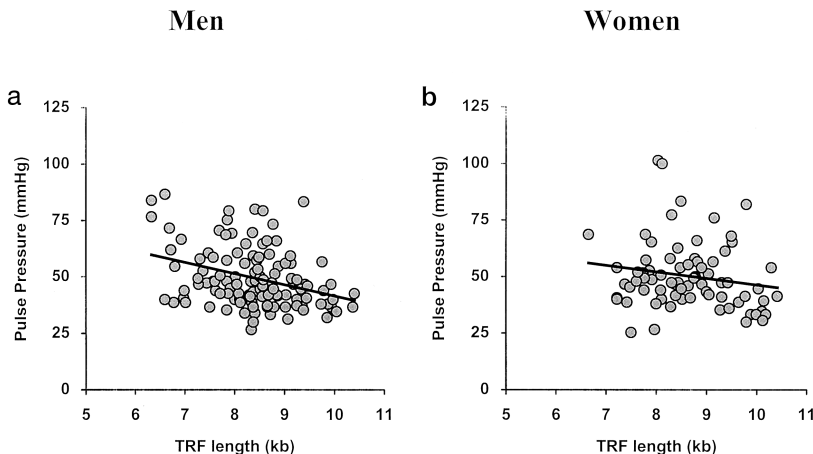 Men
Women
a
b
125
100
75
50
25
0
Pulse Pressure (mmHg)
5 6 7 8 9 10 11
TRF length (kb)
125
100
75
50
25
0
Pulse Pressure (mmHg)
5 6 7 8 9 10 11
TRF length (kb)